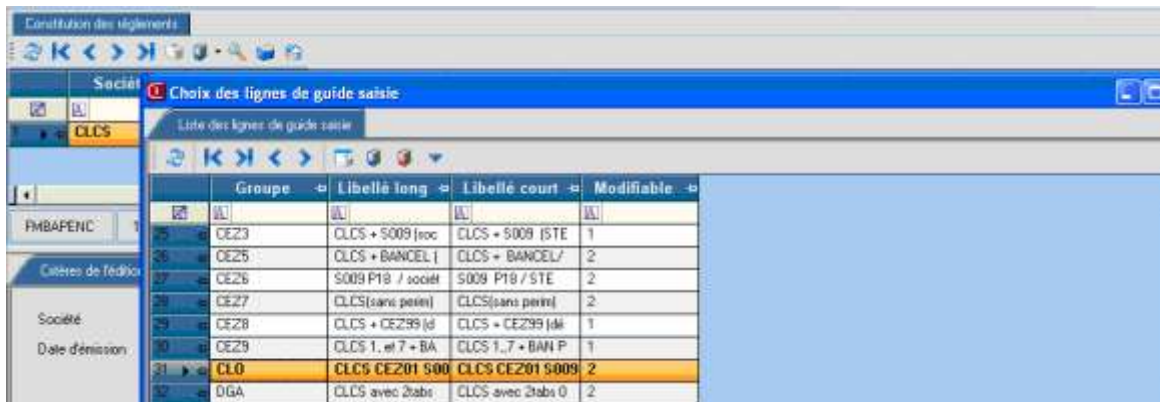 Constitution des règlements
Sociét
Choix des lignes de guide saisie
CLCS
Liste des lignes de guide saisie
Groupe Libellé long Libellé court Modifiable
FMBAPENC 1
25 CEZ3 CLCS + S009 (soc CLCS + S009 (STE 1
26 CEZ5 CLCS + BANCEL ( CLCS + BANCEL/ 2
Critères de l'éditio
27 CEZ6 S009 P18 / sociét S009 P18 / STE 2
28 CEZ7 CLCS(sans perim) CLCS(sans perim) 2
Société
29 CEZ8 CLCS + CEZ99 (d CLCS + CEZ99 (dé 1
Date d'émission
30 CEZ9 CLCS 1.. et 7 + BA CLCS 1..7 + BAN P 1
31 CLO CLCS CEZ01 S00 CLCS CEZ01 S009 2
32 DGA CLCS avec 2tabs CLCS avec 2tabs 0 2